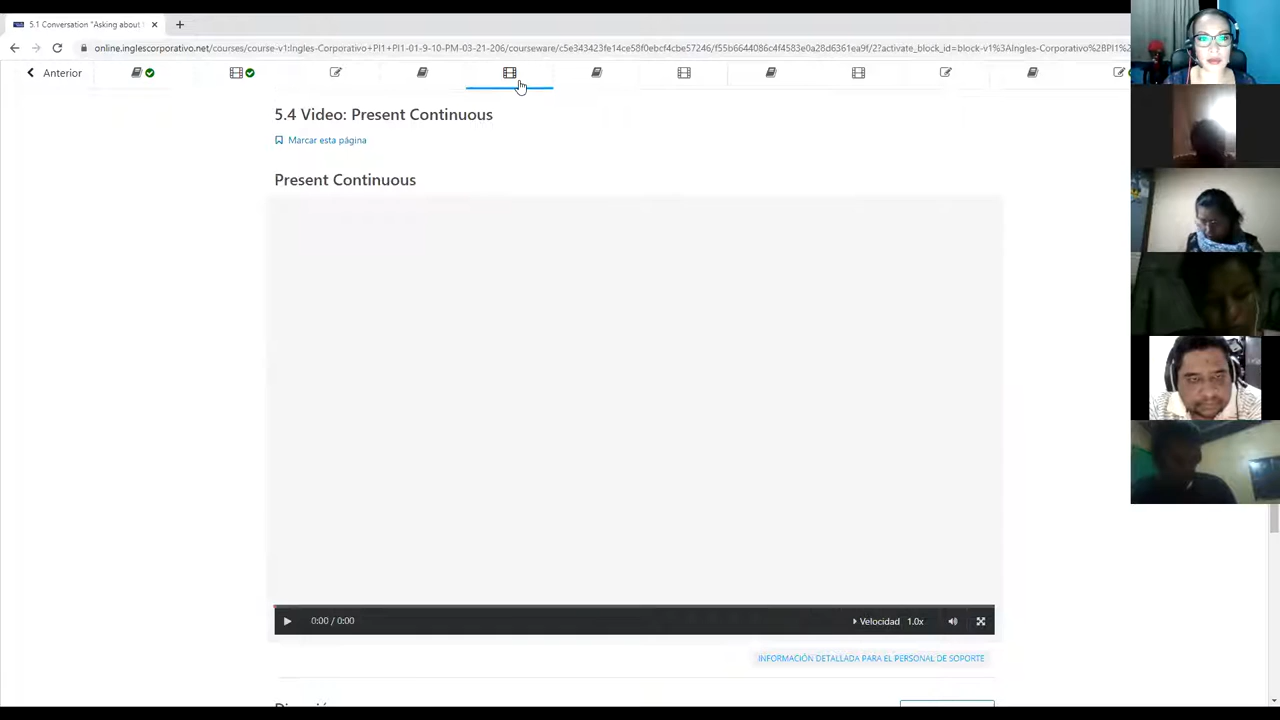 5.1 Conversation "Asking about
online.inglescorporativo.net/courses/course-v1:Ingles-Corporativo+PI1+PI1-01-9-10-PM-03-21-206/courseware/c5e343423fe14ce58f0ebcf4cbe57246/f55b6644086c4f4583e0a28d6361ea9f/2?activate_block_id=block-v1%3AIngles-Corporativo%2BPI1%
Anterior
5.4 Video: Present Continuous
Marcar esta página
Present Continuous
0:00 / 0:00
Velocidad 1.0x
INFORMACIÓN DETALLADA PARA EL PERSONAL DE SOPORTE